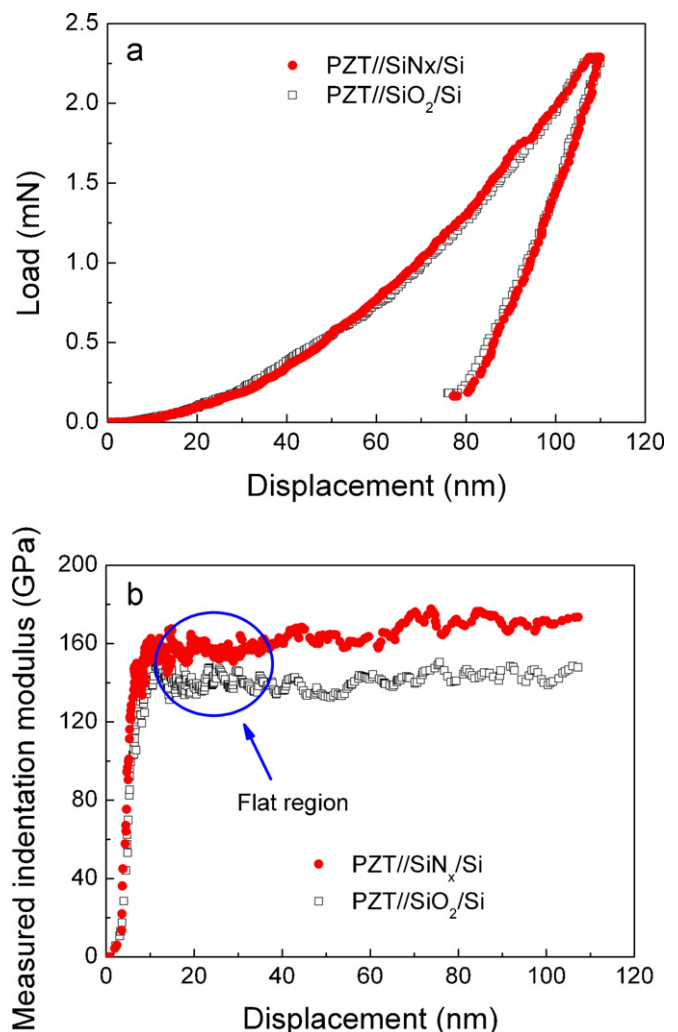 a
PZT//SiNx/Si
PZT//SiO2/Si
2.5
2.0
1.5
1.0
0.5
0.0
0 20 40 60 80 100 120
Load (mN)
Displacement (nm)
b
200
160
120
80
40
0
0 20 40 60 80 100 120
Flat region
PZT//SiNx/Si
PZT//SiO2/Si
Measured indentation modulus (GPa)
Displacement (nm)